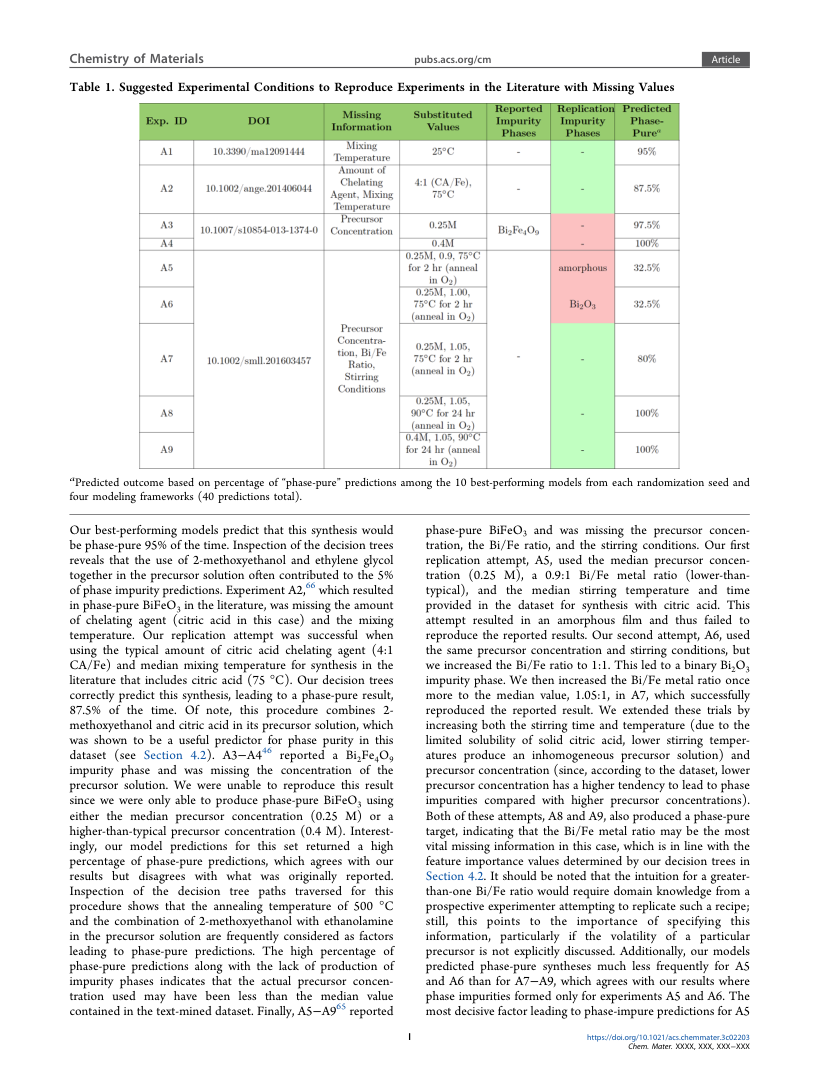 Chemistry of Materials
pubs.acs.org/cm
Article
Table 1. Suggested Experimental Conditions to Reproduce Experiments in the Literature with Missing Values
Exp. ID
DOI
Missing
Information
Substituted
Values
Reported
Impurity
Phases
Replication
Impurity
Phases
Predicted
Phase-
Pureᵃ
A1
10.3390/ma12091444
Mixing
Temperature
25°C
-
-
95%
A2
10.1002/ange.201406044
Amount of
Chelating
Agent, Mixing
Temperature
4:1 (CA/Fe),
75°C
-
-
87.5%
A3
10.1007/s10854-013-1374-0
Precursor
Concentration
0.25M
Bi₂Fe₄O₉
-
97.5%
A4
0.4M
-
100%
A5
0.25M, 0.9, 75°C
for 2 hr (anneal
in O₂)
amorphous
32.5%
A6
0.25M, 1.00,
75°C for 2 hr
(anneal in O₂)
Bi₂O₃
32.5%
A7
10.1002/smll.201603457
Precursor
Concentra-
tion, Bi/Fe
Ratio,
Stirring
Conditions
0.25M, 1.05,
75°C for 2 hr
(anneal in O₂)
-
-
80%
A8
0.25M, 1.05,
90°C for 24 hr
(anneal in O₂)
-
100%
A9
0.4M, 1.05, 90°C
for 24 hr (anneal
in O₂)
-
100%
ᵃPredicted outcome based on percentage of “phase-pure” predictions among the 10 best-performing models from each randomization seed and
four modeling frameworks (40 predictions total).
Our best-performing models predict that this synthesis would
be phase-pure 95% of the time. Inspection of the decision trees
reveals that the use of 2-methoxyethanol and ethylene glycol
together in the precursor solution often contributed to the 5%
of phase impurity predictions. Experiment A2,⁶⁶ which resulted
in phase-pure BiFeO₃ in the literature, was missing the amount
of chelating agent (citric acid in this case) and the mixing
temperature. Our replication attempt was successful when
using the typical amount of citric acid chelating agent (4:1
CA/Fe) and median mixing temperature for synthesis in the
literature that includes citric acid (75 °C). Our decision trees
correctly predict this synthesis, leading to a phase-pure result,
87.5% of the time. Of note, this procedure combines 2-
methoxyethanol and citric acid in its precursor solution, which
was shown to be a useful predictor for phase purity in this
dataset (see Section 4.2). A3−A4⁴⁶ reported a Bi₂Fe₄O₉
impurity phase and was missing the concentration of the
precursor solution. We were unable to reproduce this result
since we were only able to produce phase-pure BiFeO₃ using
either the median precursor concentration (0.25 M) or a
higher-than-typical precursor concentration (0.4 M). Interest-
ingly, our model predictions for this set returned a high
percentage of phase-pure predictions, which agrees with our
results but disagrees with what was originally reported.
Inspection of the decision tree paths traversed for this
procedure shows that the annealing temperature of 500 °C
and the combination of 2-methoxyethanol with ethanolamine
in the precursor solution are frequently considered as factors
leading to phase-pure predictions. The high percentage of
phase-pure predictions along with the lack of production of
impurity phases indicates that the actual precursor concen-
tration used may have been less than the median value
contained in the text-mined dataset. Finally, A5−A9⁶⁵ reported
phase-pure BiFeO₃ and was missing the precursor concen-
tration, the Bi/Fe ratio, and the stirring conditions. Our first
replication attempt, A5, used the median precursor concen-
tration (0.25 M), a 0.9:1 Bi/Fe metal ratio (lower-than-
typical), and the median stirring temperature and time
provided in the dataset for synthesis with citric acid. This
attempt resulted in an amorphous film and thus failed to
reproduce the reported results. Our second attempt, A6, used
the same precursor concentration and stirring conditions, but
we increased the Bi/Fe ratio to 1:1. This led to a binary Bi₂O₃
impurity phase. We then increased the Bi/Fe metal ratio once
more to the median value, 1.05:1, in A7, which successfully
reproduced the reported result. We extended these trials by
increasing both the stirring time and temperature (due to the
limited solubility of solid citric acid, lower stirring temper-
atures produce an inhomogeneous precursor solution) and
precursor concentration (since, according to the dataset, lower
precursor concentration has a higher tendency to lead to phase
impurities compared with higher precursor concentrations).
Both of these attempts, A8 and A9, also produced a phase-pure
target, indicating that the Bi/Fe metal ratio may be the most
vital missing information in this case, which is in line with the
feature importance values determined by our decision trees in
Section 4.2. It should be noted that the intuition for a greater-
than-one Bi/Fe ratio would require domain knowledge from a
prospective experimenter attempting to replicate such a recipe;
still, this points to the importance of specifying this
information, particularly if the volatility of a particular
precursor is not explicitly discussed. Additionally, our models
predicted phase-pure syntheses much less frequently for A5
and A6 than for A7−A9, which agrees with our results where
phase impurities formed only for experiments A5 and A6. The
most decisive factor leading to phase-impure predictions for A5
I
https://doi.org/10.1021/acs.chemmater.3c02203
Chem. Mater. XXXX, XXX, XXX−XXX